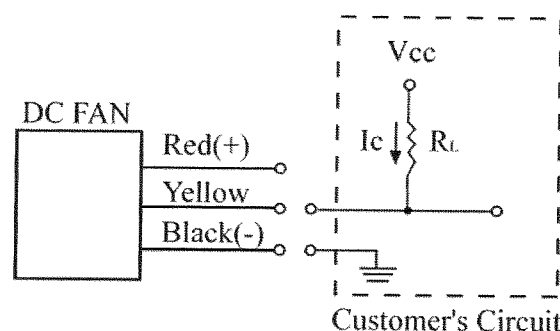 Vcc
DC FAN
Ic RL
Red(+)
Yellow
Black(-)
Customer's Circuit